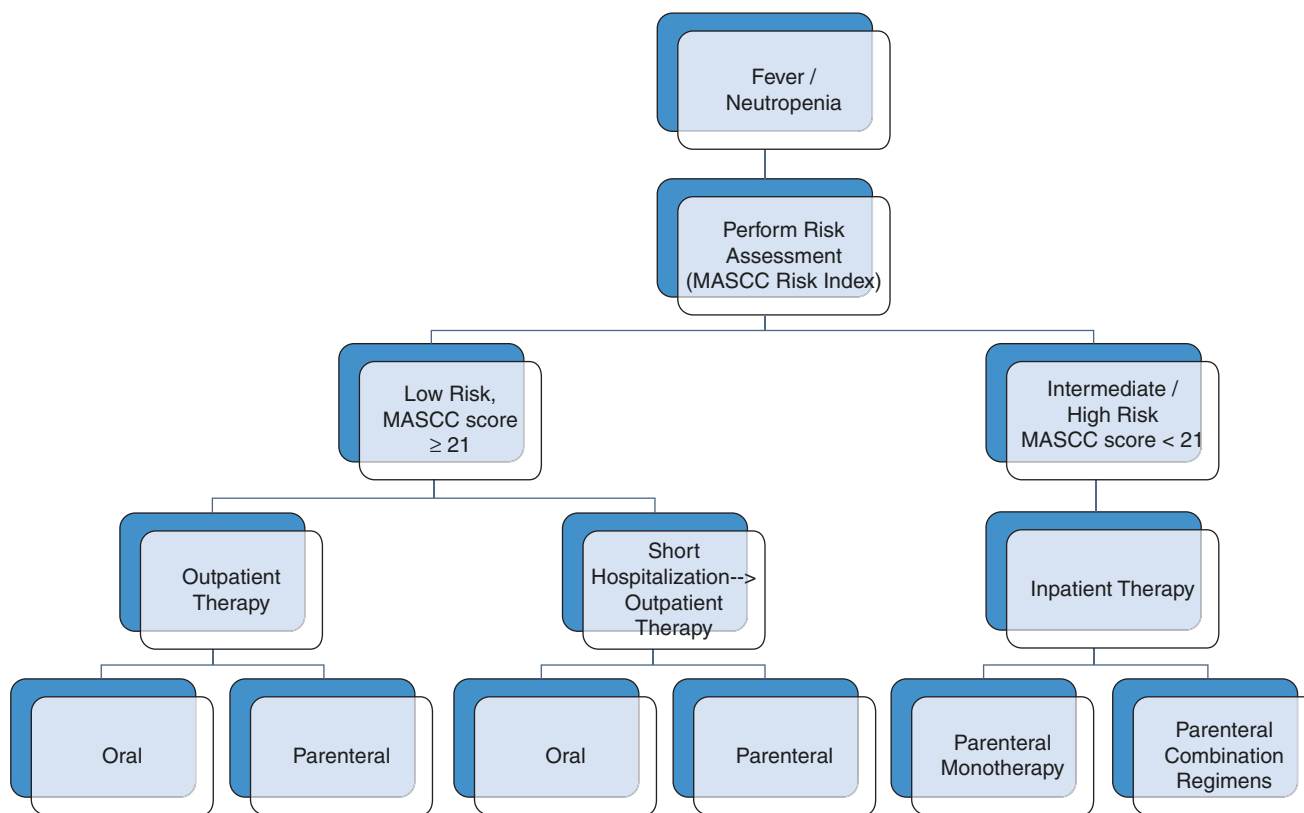 Fever /
Neutropenia
Perform Risk
Assessment
(MASCC Risk Index)
Low Risk,
MASCC score
≥ 21
Intermediate /
High Risk
MASCC score < 21
Outpatient
Therapy
Short
Hospitalization-->
Outpatient
Therapy
Inpatient Therapy
Oral
Parenteral
Oral
Parenteral
Parenteral
Monotherapy
Parenteral
Combination
Regimens